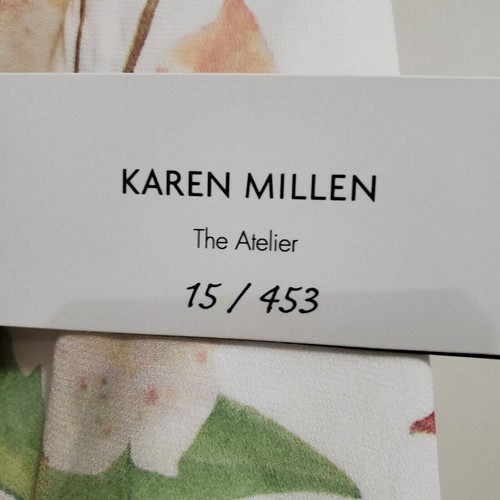 KAREN MILLEN
The Atelier
15 / 453